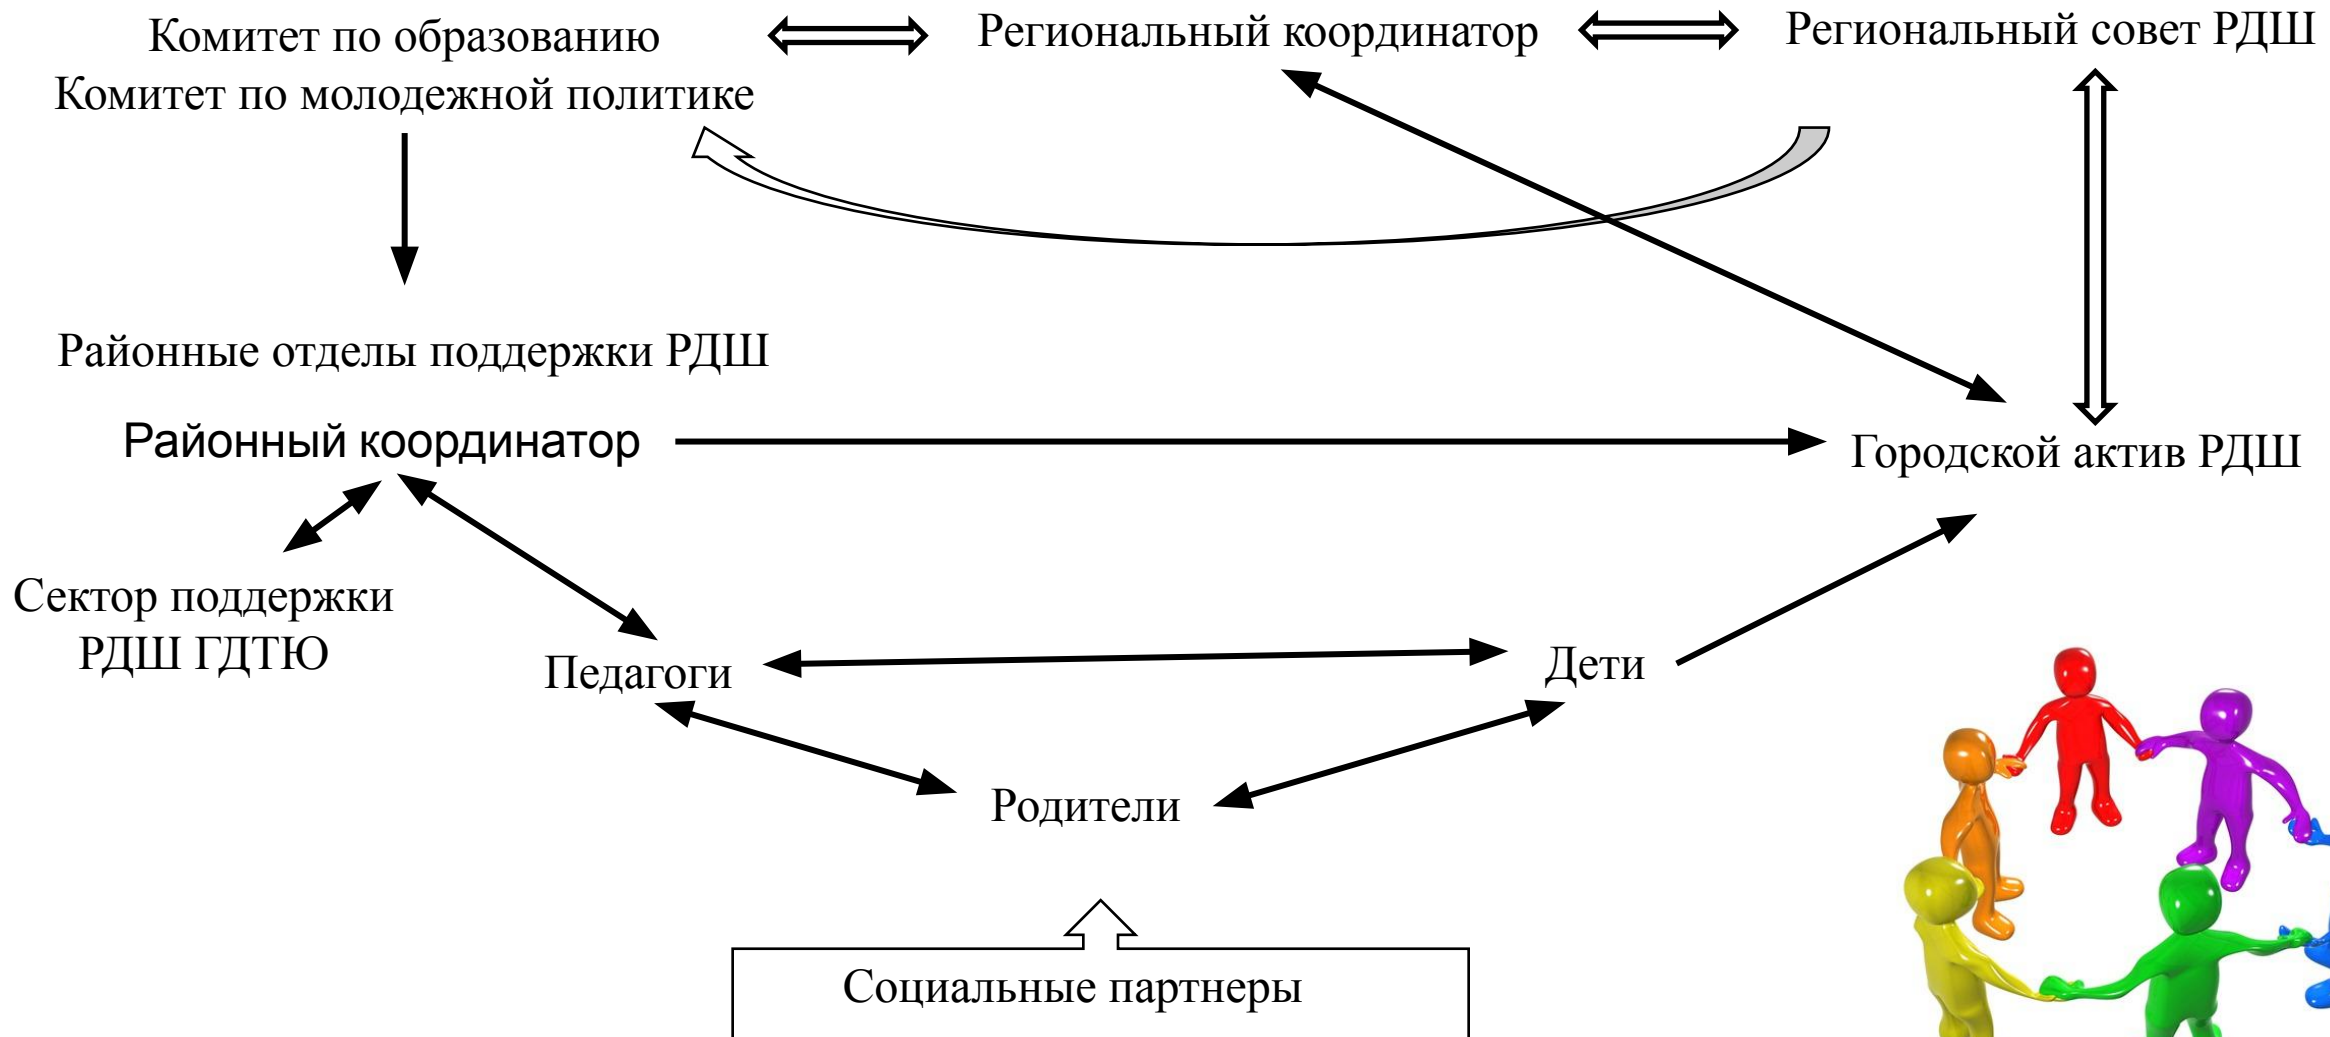 Комитет по образованию
Комитет по молодежной политике
Региональный координатор
Региональный совет РДШ
Районные отделы поддержки РДШ
Районный координатор
Городской актив РДШ
Сектор поддержки
РДШ ГДТЮ
Педагоги
Дети
Родители
Социальные партнеры